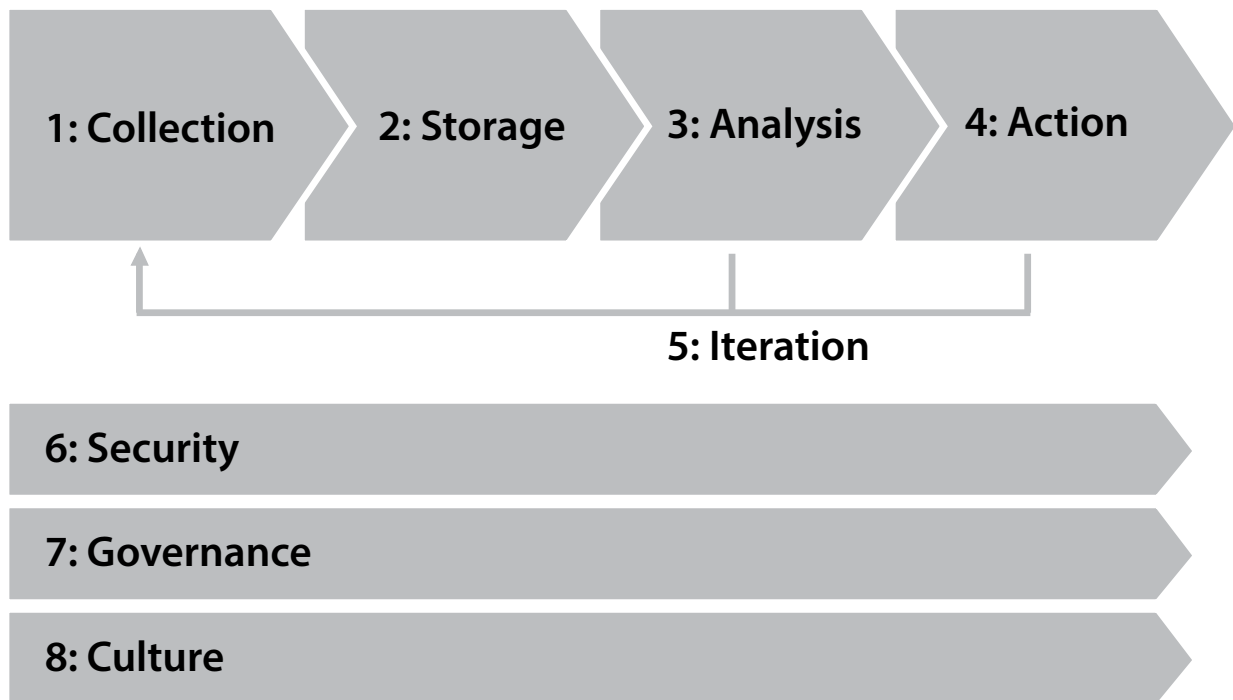 1: Collection
2: Storage
3: Analysis
4: Action
5: Iteration
6: Security
7: Governance
8: Culture